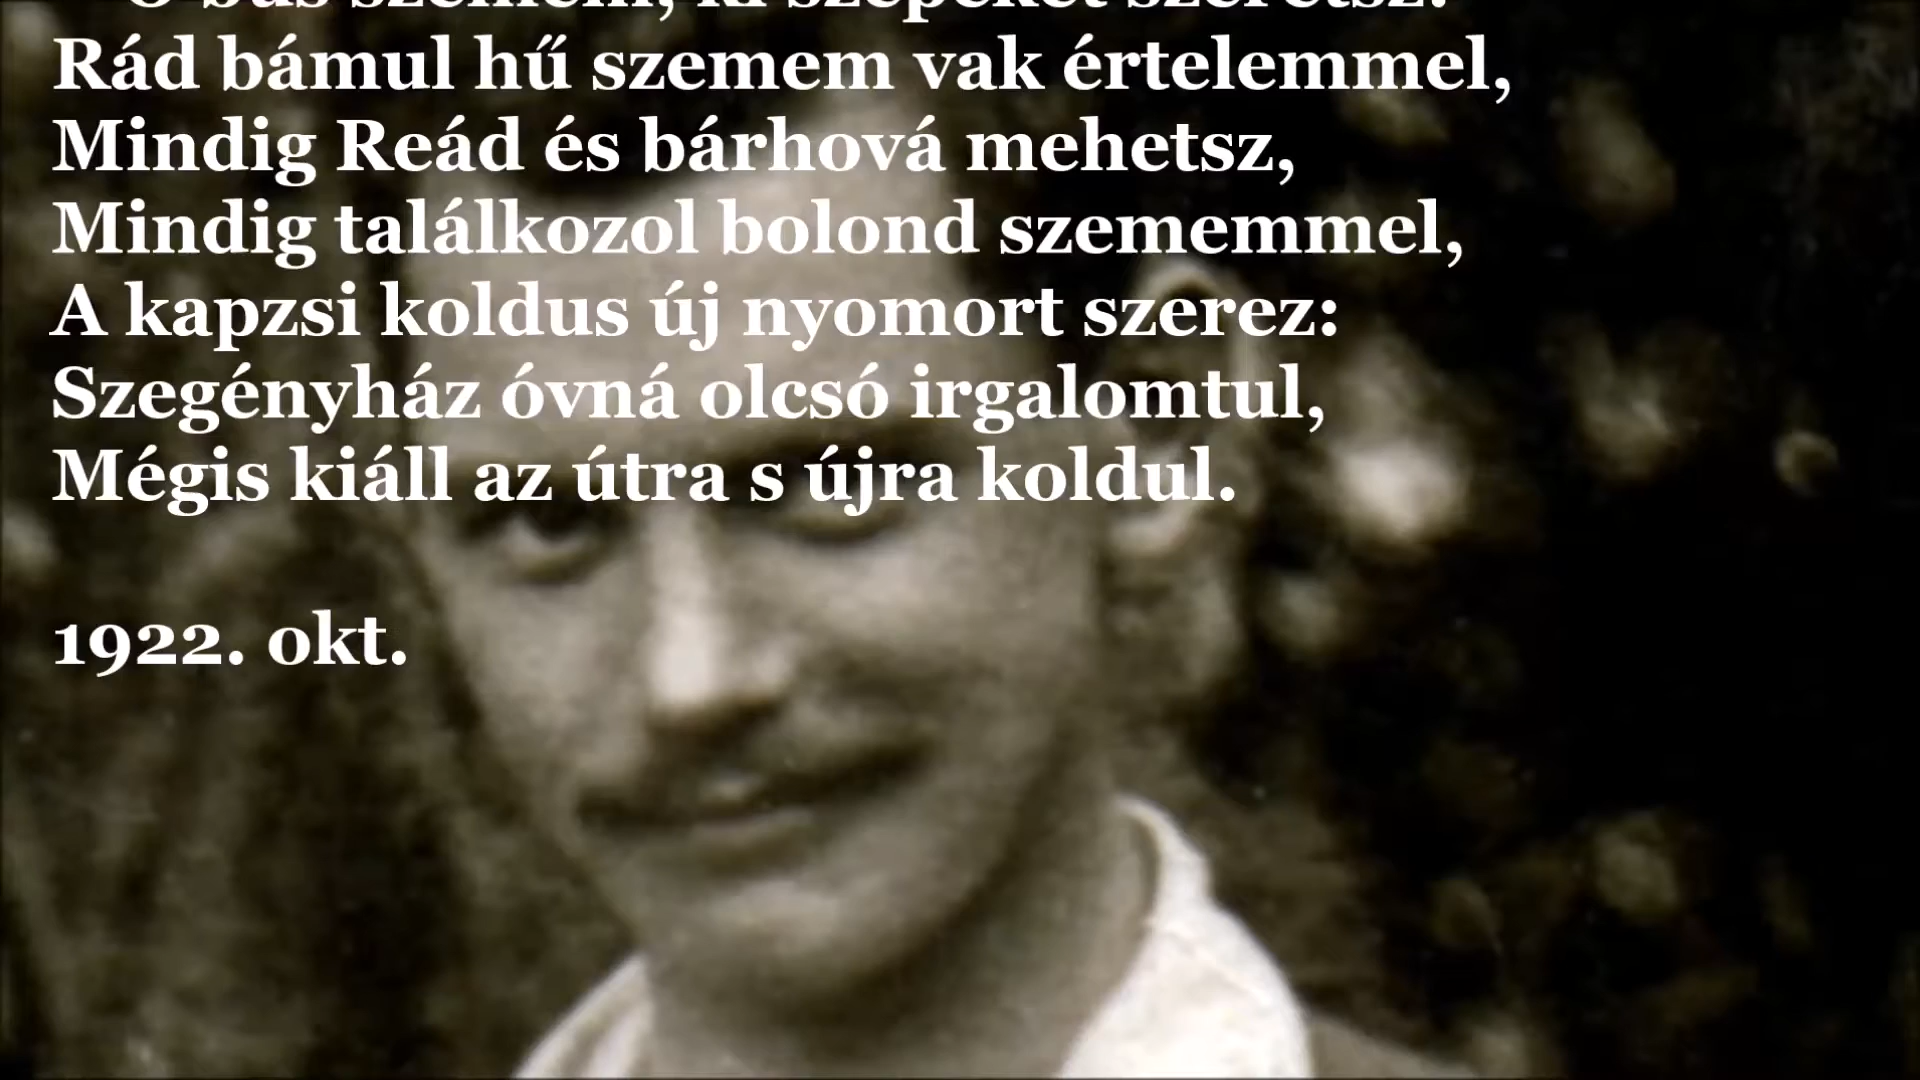 Rád bámul hű szemem vak értelemmel,
Mindig Reád és bárhová mehetsz,
Mindig találkozol bolond szememmel,
A kapzsi koldus új nyomort szerez:
Szegényház óvná olcsó irgalomtul,
Mégis kiáll az útra s újra koldul.
1922. okt.